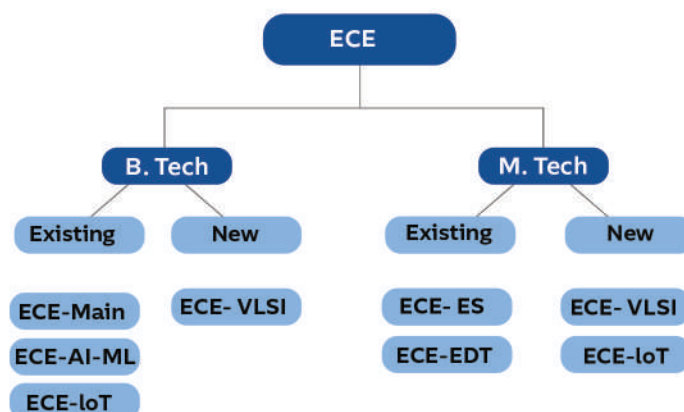 ECE
B. Tech
M. Tech
Existing
New
Existing
New
ECE-Main
ECE- VLSI
ECE- ES
ECE- VLSI
ECE-AI-ML
ECE-EDT
ECE-loT
ECE-loT